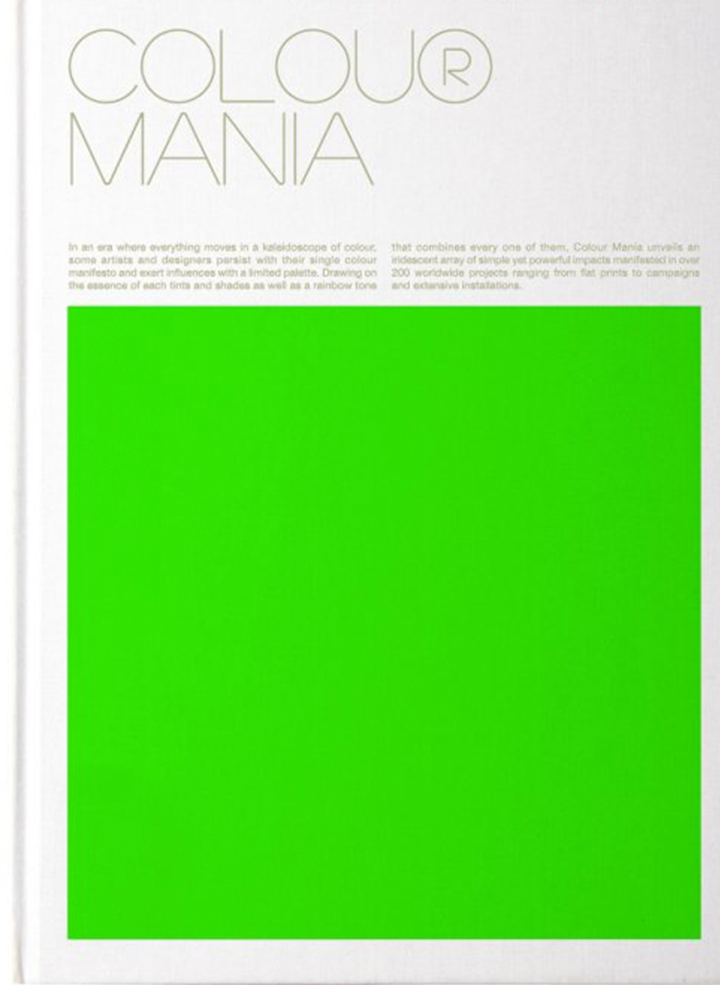 COLOU®
MANIA
In an era where everything moves in a kaleidoscope of colour,
some artists and designers persist with their single colour
manifesto and exert influences with a limited palette. Drawing on
the essence of each tints and shades as well as a rainbow tone
that combines every one of them, Colour Mania unveils an
iridescent array of simple yet powerful impacts manifested in over
200 worldwide projects ranging from flat prints to campaigns
and extensive installations.